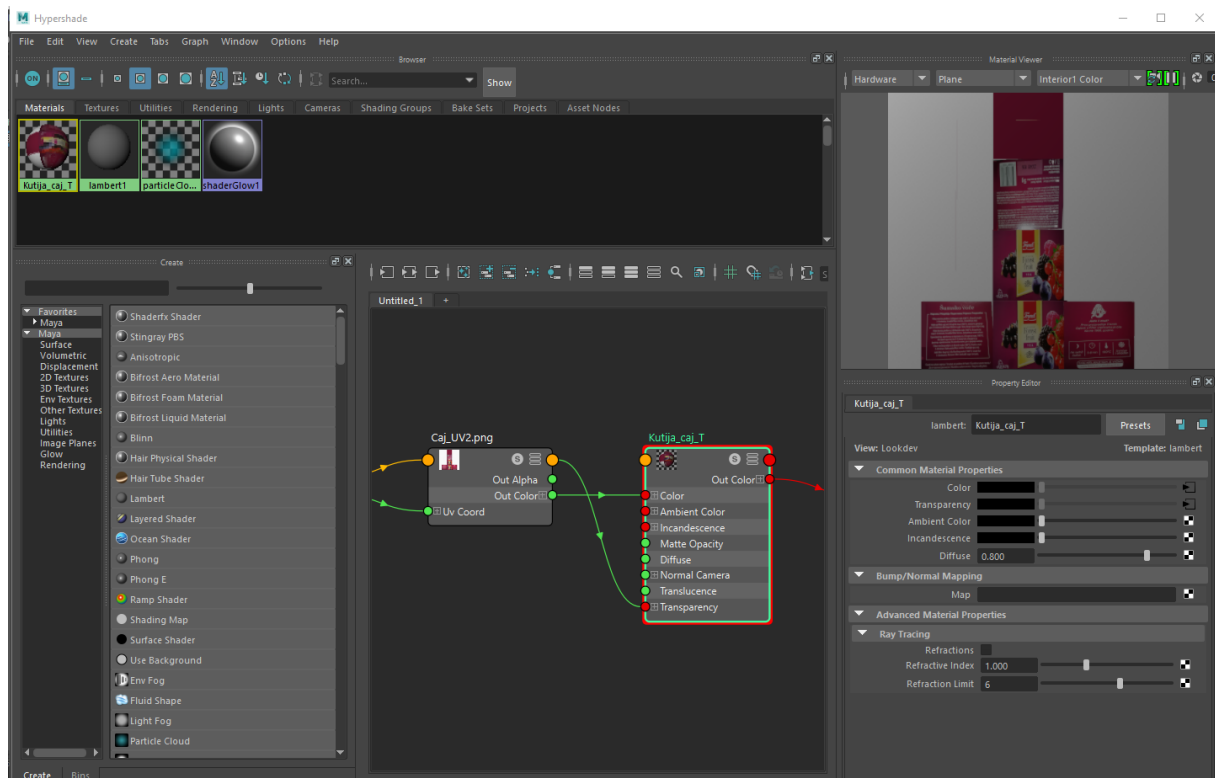 Hypershade
File Edit View Create Tabs Graph Window Options Help
Browser
ON
Search...
Show
Materials Textures Utilities Rendering Lights Cameras Shading Groups Bake Sets Projects Asset Nodes
Kutija_caj_T lambert1 particleClo... shaderGlow1
Create
Favorites
Maya
Maya
Surface
Volumetric
Displacement
2D Textures
3D Textures
Env Textures
Other Textures
Lights
Utilities
Image Planes
Glow
Rendering
Shaderfx Shader
Stingray PBS
Anisotropic
Bifrost Aero Material
Bifrost Foam Material
Bifrost Liquid Material
Blinn
Hair Physical Shader
Hair Tube Shader
Lambert
Layered Shader
Ocean Shader
Phong
Phong E
Ramp Shader
Shading Map
Surface Shader
Use Background
Env Fog
Fluid Shape
Light Fog
Particle Cloud
Create Bins
Untitled_1 +
Caj_UV2.png
S
Out Alpha
Out Color
Uv Coord
Kutija_caj_T
S
Out Color
Color
Ambient Color
Incandescence
Matte Opacity
Diffuse
Normal Camera
Translucence
Transparency
Material Viewer
Hardware Plane Interior1 Color
Property Editor
Kutija_caj_T
lambert: Kutija_caj_T Presets
View: Lookdev Template: lambert
Common Material Properties
Color
Transparency
Ambient Color
Incandescence
Diffuse 0.800
Bump/Normal Mapping
Map
Advanced Material Properties
Ray Tracing
Refractions
Refractive Index 1.000
Refraction Limit 6